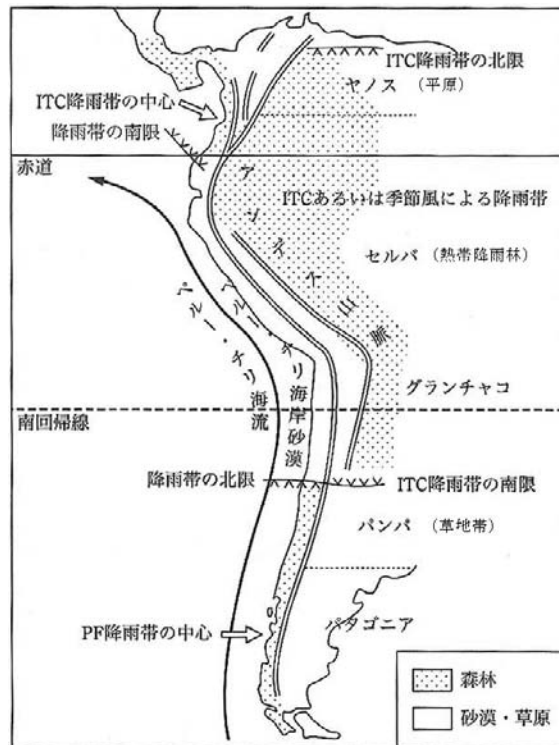 ITC降雨帯の北限
ヤノス（平原）
ITC降雨帯の中心
降雨帯の南限
赤道
ITCあるいは季節風による降雨帯
アンデス山脈
セルバ（熱帯降雨林）
ペルー・チリ海流
ペルー・チリ海岸砂漠
グランチャコ
南回帰線
降雨帯の北限
ITC降雨帯の南限
パンパ（草地帯）
PF降雨帯の中心
パタゴニア
森林
砂漠・草原